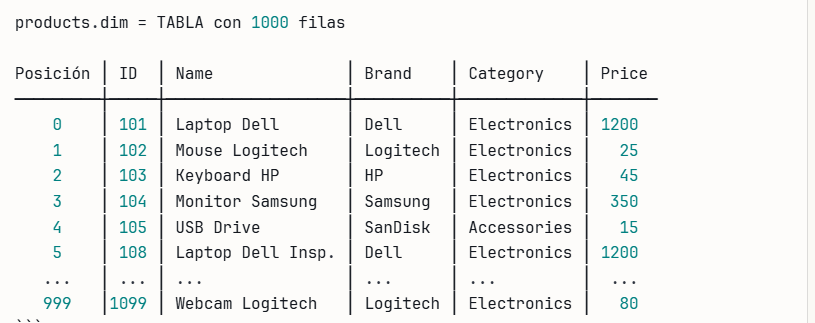 products.dim = TABLA con 1000 filas
Posición │ ID │ Name │ Brand │ Category │ Price
0 │ 101 │ Laptop Dell │ Dell │ Electronics │ 1200
1 │ 102 │ Mouse Logitech │ Logitech │ Electronics │ 25
2 │ 103 │ Keyboard HP │ HP │ Electronics │ 45
3 │ 104 │ Monitor Samsung │ Samsung │ Electronics │ 350
4 │ 105 │ USB Drive │ SanDisk │ Accessories │ 15
5 │ 108 │ Laptop Dell Insp. │ Dell │ Electronics │ 1200
... │ ... │ ... │ ... │ ... │ ...
999 │1099 │ Webcam Logitech │ Logitech │ Electronics │ 80
```